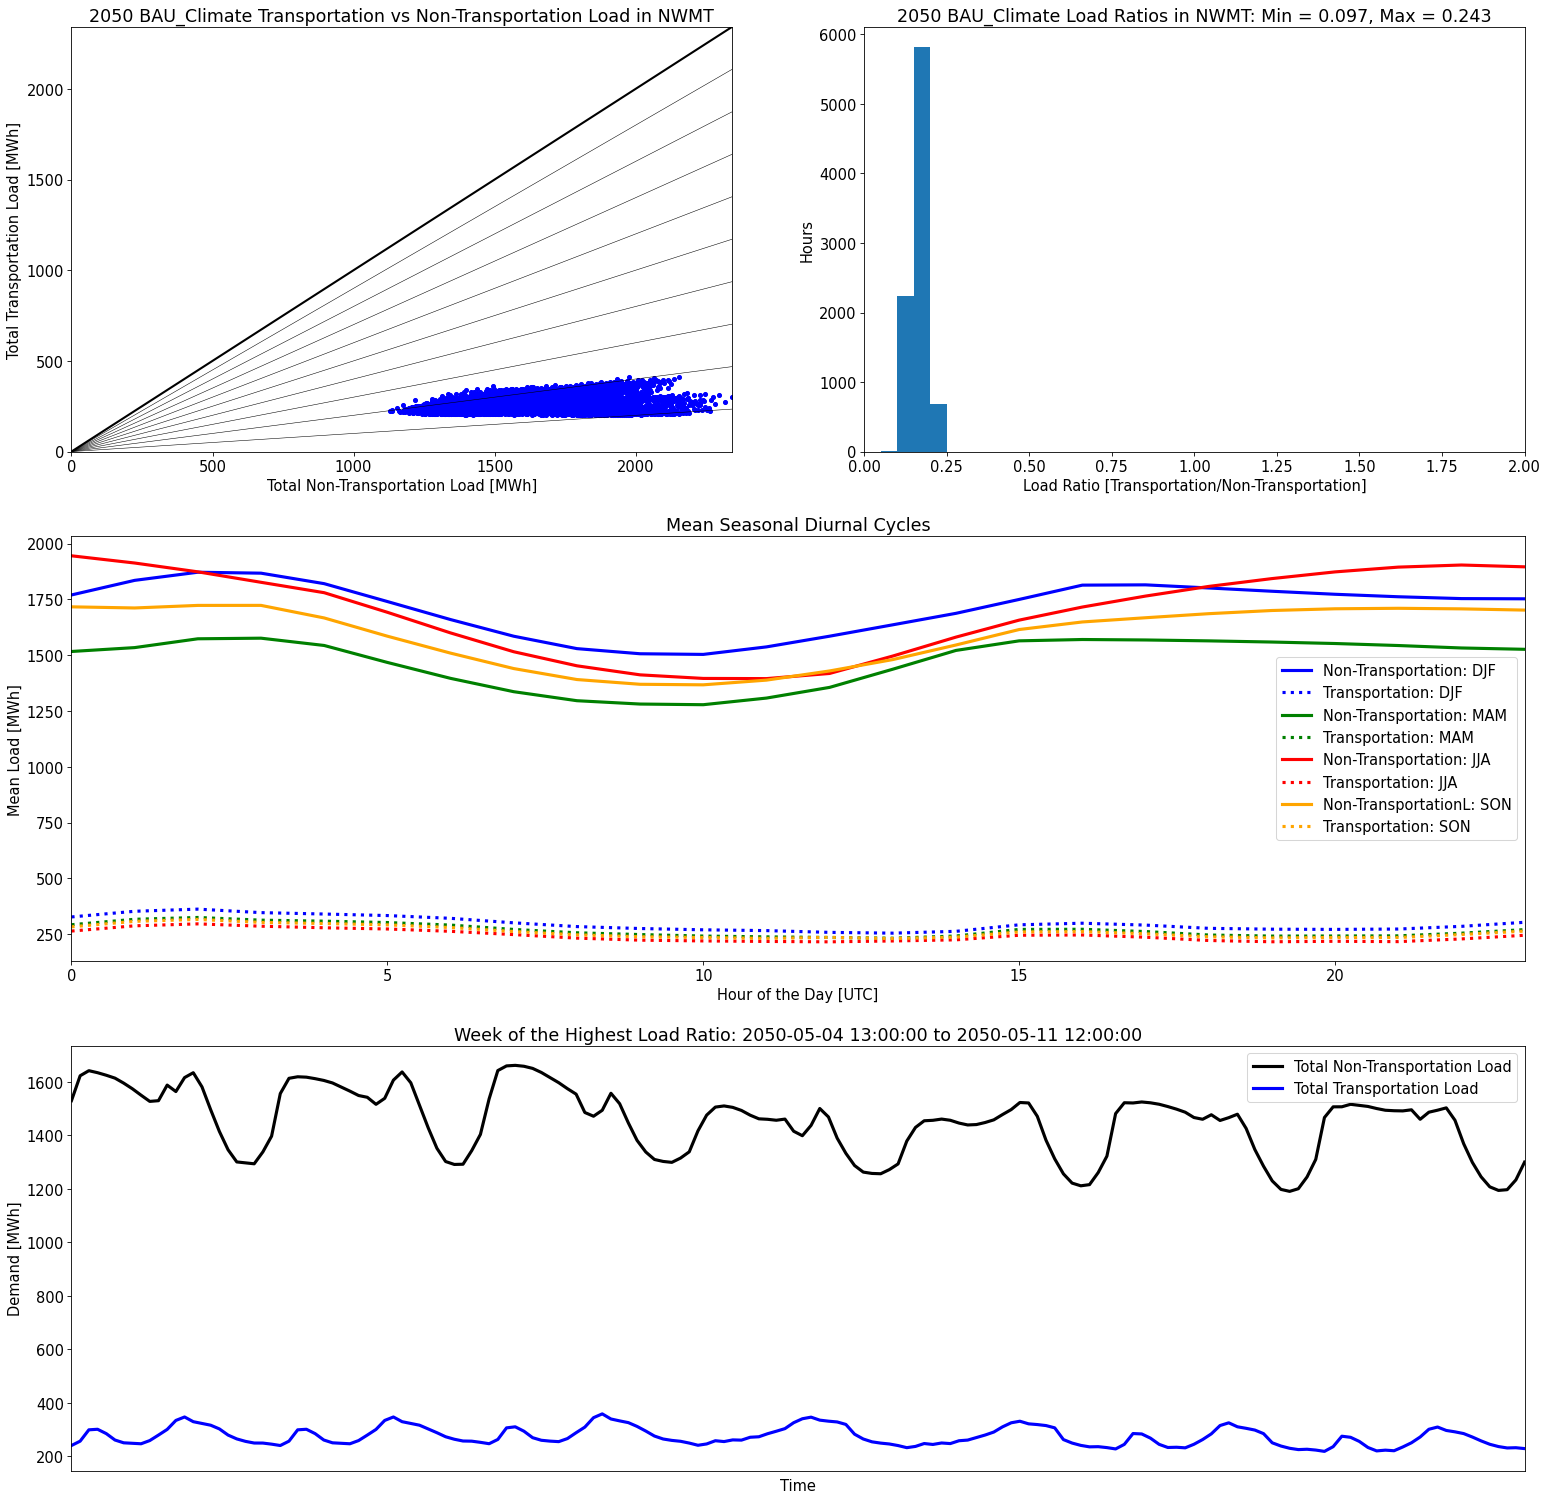 2050 BAU_Climate Transportation vs Non-Transportation Load in NWMT
Total Transportation Load [MWh]
2000
1500
1000
500
0
0 500 1000 1500 2000
Total Non-Transportation Load [MWh]
2050 BAU_Climate Load Ratios in NWMT: Min = 0.097, Max = 0.243
Hours
6000
5000
4000
3000
2000
1000
0
0.00 0.25 0.50 0.75 1.00 1.25 1.50 1.75 2.00
Load Ratio [Transportation/Non-Transportation]
Mean Seasonal Diurnal Cycles
Mean Load [MWh]
2000
1750
1500
1250
1000
750
500
250
0 5 10 15 20
Hour of the Day [UTC]
Non-Transportation: DJF
Transportation: DJF
Non-Transportation: MAM
Transportation: MAM
Non-Transportation: JJA
Transportation: JJA
Non-TransportationL: SON
Transportation: SON
Week of the Highest Load Ratio: 2050-05-04 13:00:00 to 2050-05-11 12:00:00
Demand [MWh]
1600
1400
1200
1000
800
600
400
200
Time
Total Non-Transportation Load
Total Transportation Load